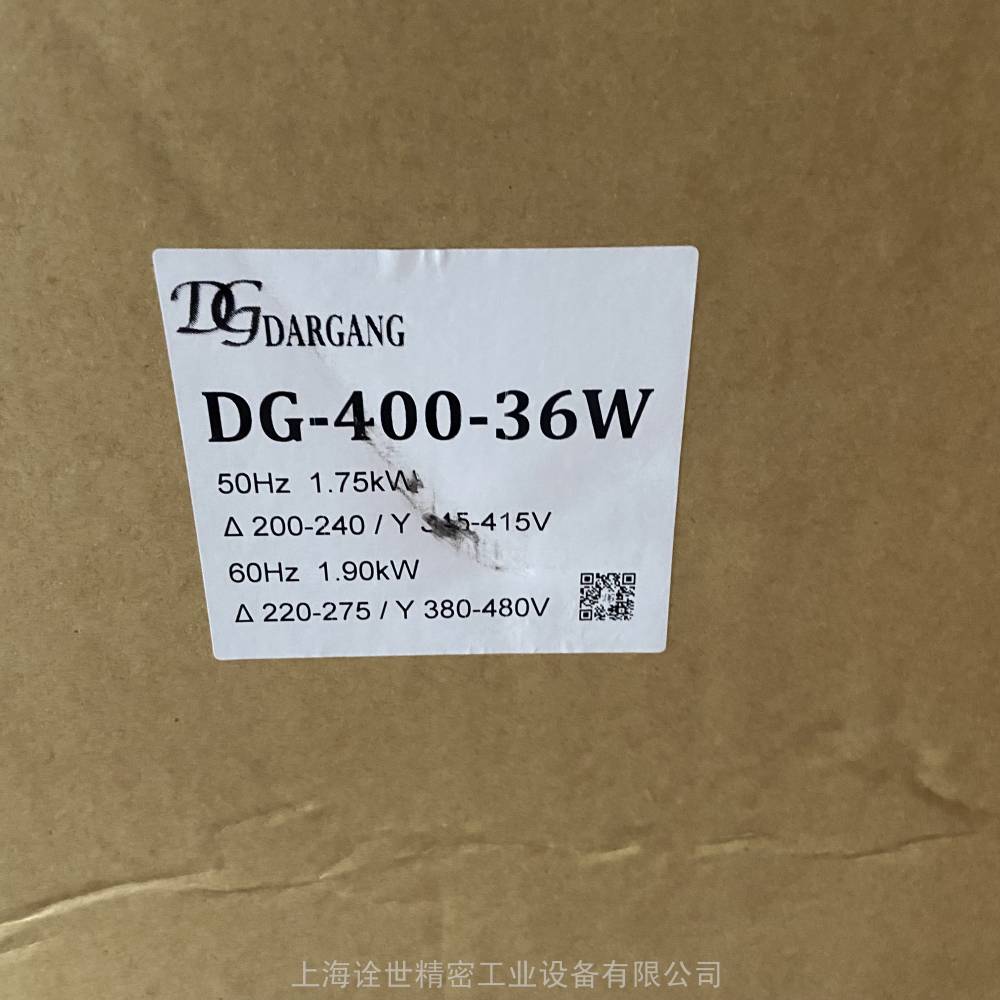 DG DARGANG
DG-400-36W
50Hz 1.75kW
Δ 200-240 / Y 345-415V
60Hz 1.90kW
Δ 220-275 / Y 380-480V
上海诠世精密工业设备有限公司